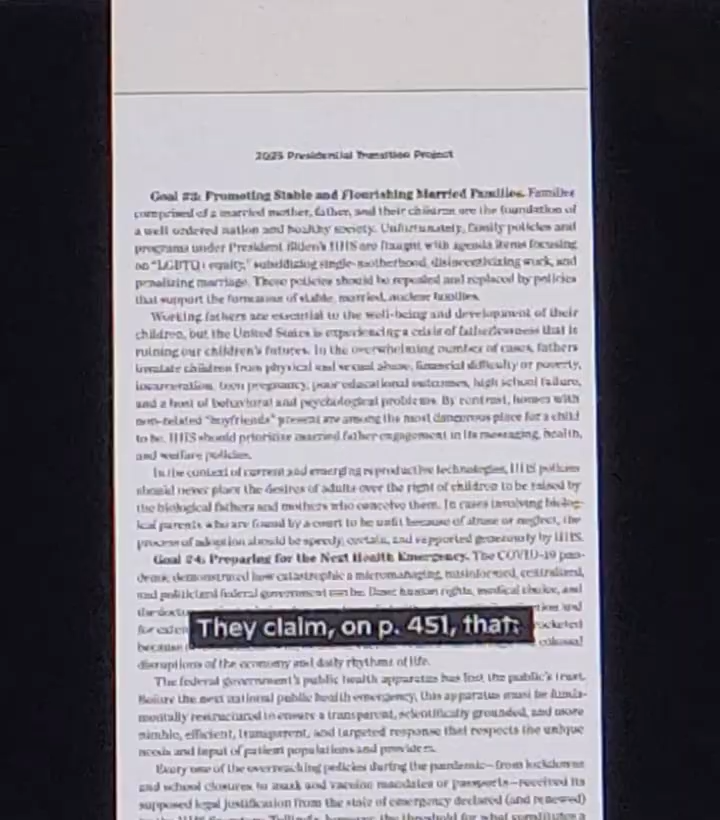 2025 Presidential Transition Project
Goal #3: Promoting Stable and Flourishing Married Families. Families
comprised of a married mother, father, and their children are the foundation of
a well ordered nation and healthy society. Unfortunately, family policies and
programs under President Biden's HHS are fraught with agenda items focusing
on "LGBTQ+ equity," subsidizing single-motherhood, disincentivizing work, and
penalizing marriage. These policies should be repealed and replaced by policies
that support the formation of stable, married, nuclear families.
Working fathers are essential to the well-being and development of their
children, but the United States is experiencing a crisis of fatherlessness that is
ruining our children's futures. In the overwhelming number of cases, fathers
insulate children from physical and sexual abuse, financial difficulty or poverty,
incarceration, teen pregnancy, poor educational outcomes, high school failure,
and a host of behavioral and psychological problems. By contrast, homes with
non-related "boyfriends" present are among the most dangerous place for a child
to be. HHS should prioritize married father engagement in its messaging, health,
and welfare policies.
In the context of current and emerging reproductive technologies, HHS policies
should never place the desires of adults over the right of children to be raised by
the biological fathers and mothers who conceive them. In cases involving biolog-
ical parents who are found by a court to be unfit because of abuse or neglect, the
process of adoption should be speedy, certain, and supported generously by HHS.
Goal #4: Preparing for the Next Health Emergency. The COVID-19 pan-
demic demonstrated how catastrophic a micromanaging, misinformed, centralized,
and politicized federal government can be. Basic human rights, medical choice, and
the
for
They claim, on p. 451, that:
because colossal
disruptions of the economy and daily rhythms of life.
The federal government's public health apparatus has lost the public's trust.
Before the next national public health emergency, this apparatus must be funda-
mentally restructured to ensure a transparent, scientifically grounded, and more
nimble, efficient, transparent, and targeted response that respects the unique
needs and input of patient populations and providers.
Every one of the overreaching policies during the pandemic—from lockdowns
and school closures to mask and vaccine mandates or passports—received its
supposed legal justification from the state of emergency declared (and renewed)